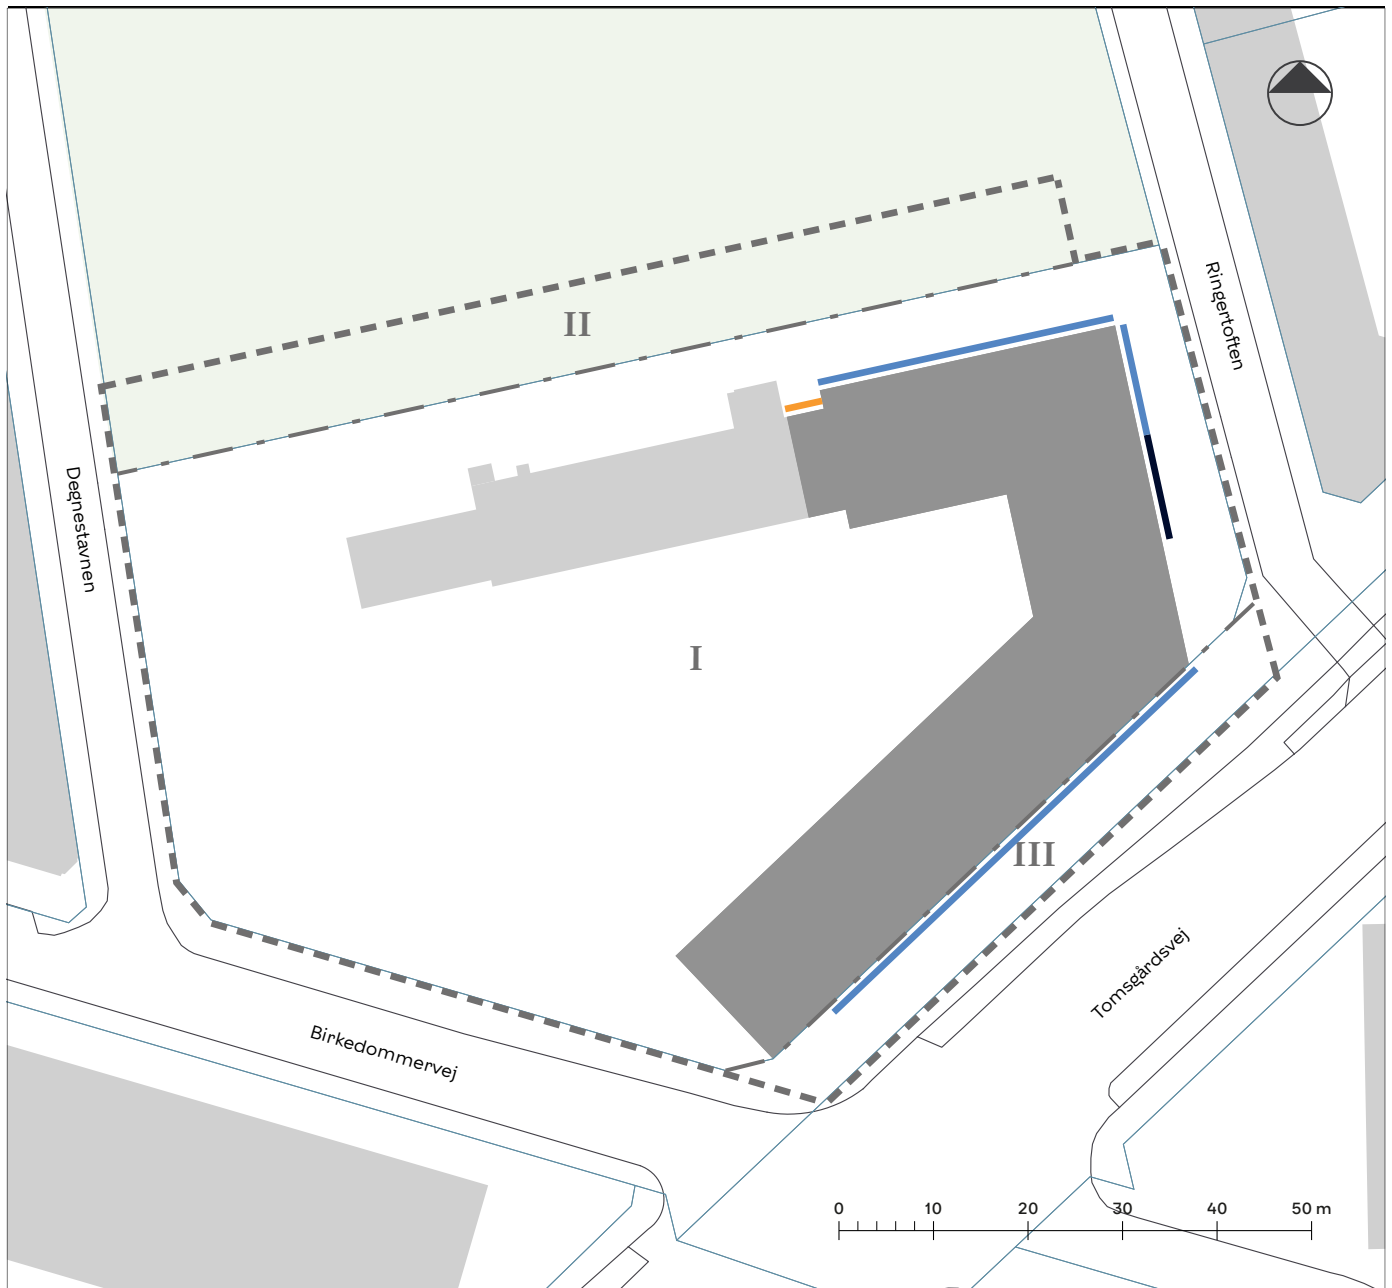 Ringertoften
II
Degnestavnen
I
III
Tomsgårdsvej
Birkedommervej
0 10 20 30 40 50 m